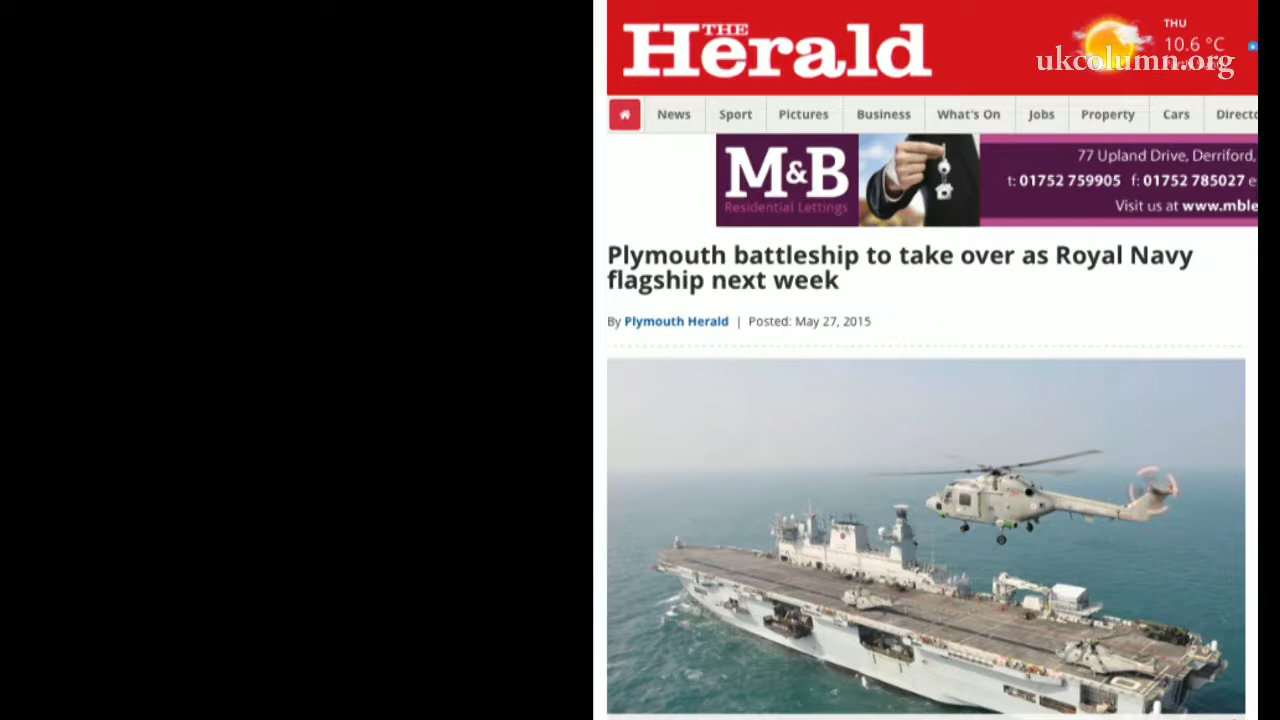 THE
Herald
THU
10.6 °C
ukcolumn.org
News Sport Pictures Business What's On Jobs Property Cars
M&B
Residential Lettings
77 Upland Drive, Derriford,
t: 01752 759905 f: 01752 785027 e
Visit us at www.mble
Plymouth battleship to take over as Royal Navy
flagship next week
By Plymouth Herald | Posted: May 27, 2015